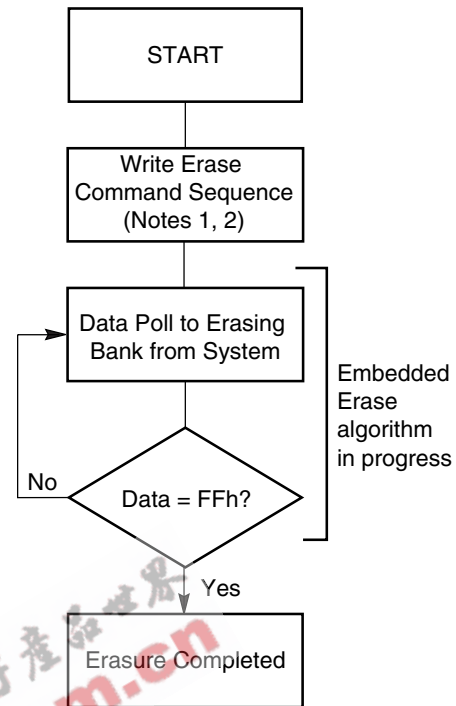 START
Write Erase
Command Sequence
(Notes 1, 2)
Data Poll to Erasing
Bank from System
Embedded
Erase
algorithm
in progress
No
Data = FFh?
Yes
Erasure Completed
m.cn